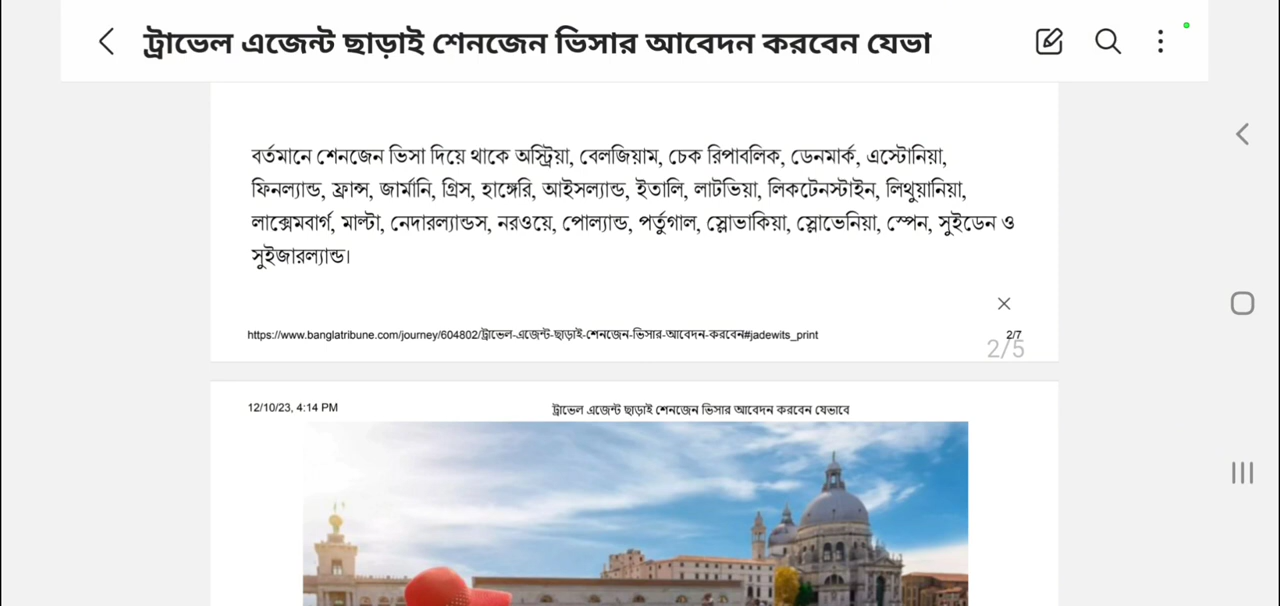 ট্রাভেল এজেন্ট ছাড়াই শেনজেন ভিসার আবেদন করবেন যেভা
বর্তমানে শেনজেন ভিসা দিয়ে থাকে অস্ট্রিয়া, বেলজিয়াম, চেক রিপাবলিক, ডেনমার্ক, এস্টোনিয়া,
ফিনল্যান্ড, ফ্রান্স, জার্মানি, গ্রিস, হাঙ্গেরি, আইসল্যান্ড, ইতালি, লাটভিয়া, লিকটেনস্টাইন, লিথুয়ানিয়া,
লাক্সেমবার্গ, মাল্টা, নেদারল্যান্ডস, নরওয়ে, পোল্যান্ড, পর্তুগাল, স্লোভাকিয়া, স্লোভেনিয়া, স্পেন, সুইডেন ও
সুইজারল্যান্ড।
https://www.banglatribune.com/journey/604802/ট্রাভেল-এজেন্ট-ছাড়াই-শেনজেন-ভিসার-আবেদন-করবেন#jadewits_print 2/7
2/5
12/10/23, 4:14 PM ট্রাভেল এজেন্ট ছাড়াই শেনজেন ভিসার আবেদন করবেন যেভাবে